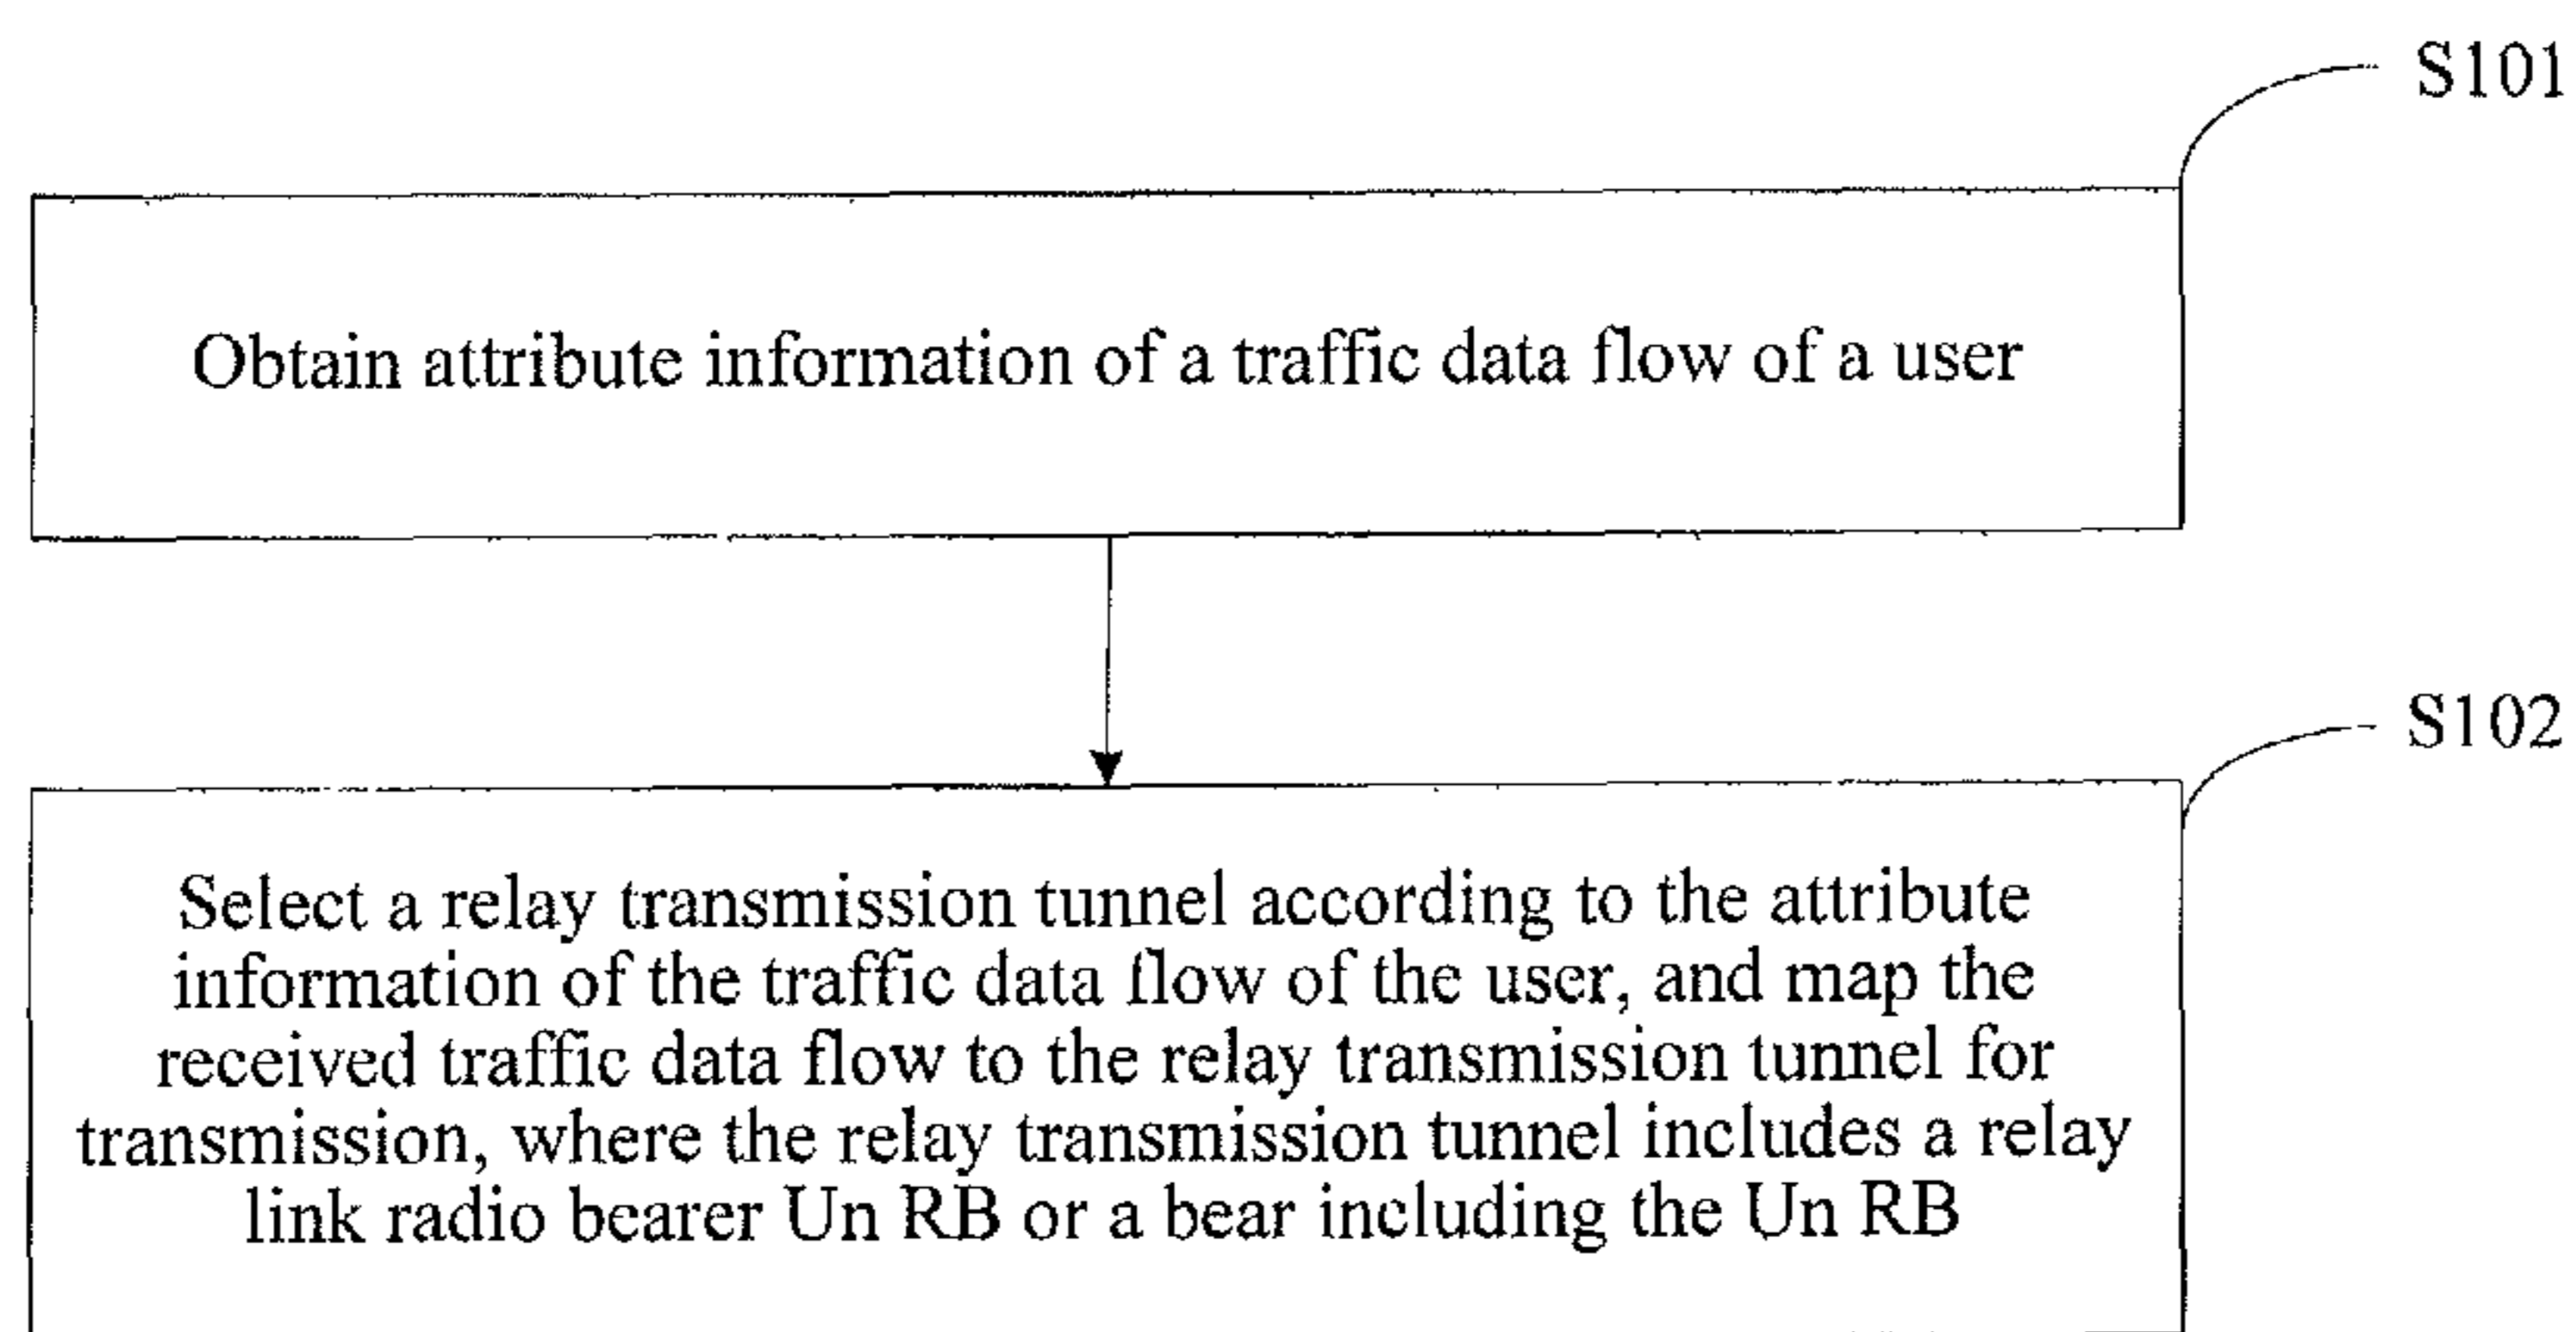 S101
Obtain attribute information of a traffic data flow of a user
S102
Select a relay transmission tunnel according to the attribute
information of the traffic data flow of the user, and map the
received traffic data flow to the relay transmission tunnel for
transmission, where the relay transmission tunnel includes a relay
link radio bearer Un RB or a bear including the Un RB